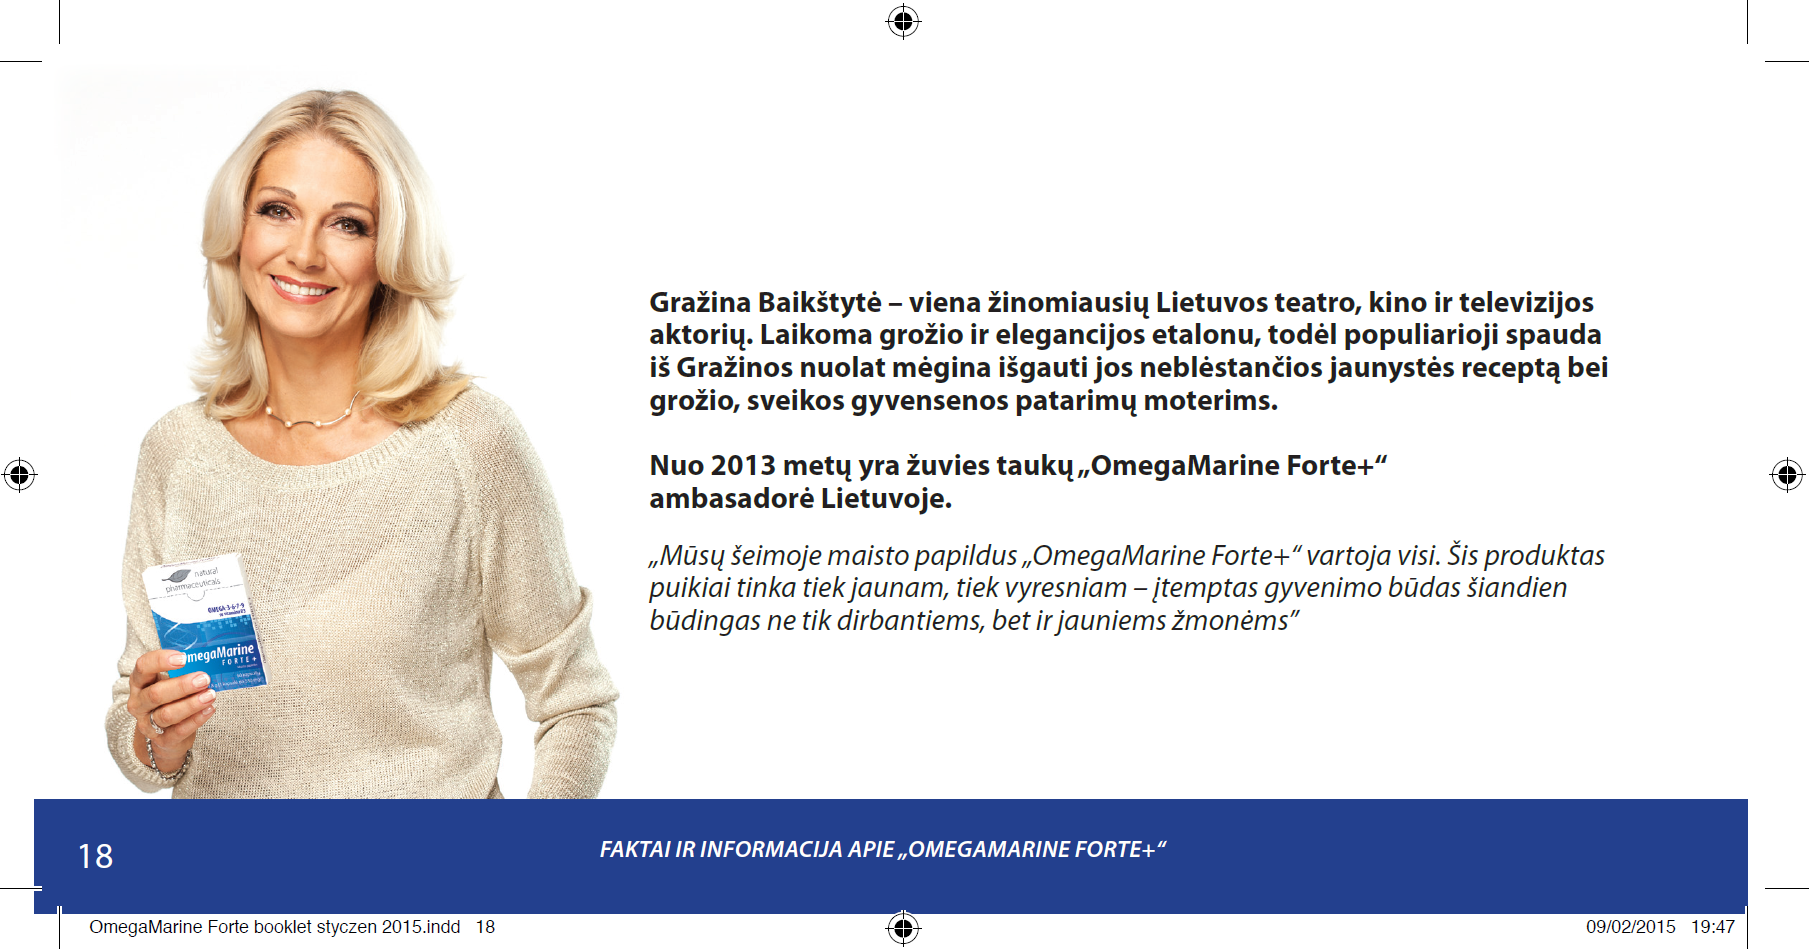 Gražina Baikštytė – viena žinomiausių Lietuvos teatro, kino ir televizijos
aktorių. Laikoma grožio ir elegancijos etalonu, todėl populiarioji spauda
iš Gražinos nuolat mėgina išgauti jos neblėstančios jaunystės receptą bei
grožio, sveikos gyvensenos patarimų moterims.
Nuo 2013 metų yra žuvies taukų „OmegaMarine Forte+“
ambasadorė Lietuvoje.
„Mūsų šeimoje maisto papildus „OmegaMarine Forte+“ vartoja visi. Šis produktas
puikiai tinka tiek jaunam, tiek vyresniam – įtemptas gyvenimo būdas šiandien
būdingas ne tik dirbantiems, bet ir jauniems žmonėms”
natural
pharmaceuticals
OMEGA 3-6-7-9
megaMarine
FORTE+
18
FAKTAI IR INFORMACIJA APIE „OMEGAMARINE FORTE+“
OmegaMarine Forte booklet styczen 2015.indd 18
09/02/2015 19:47